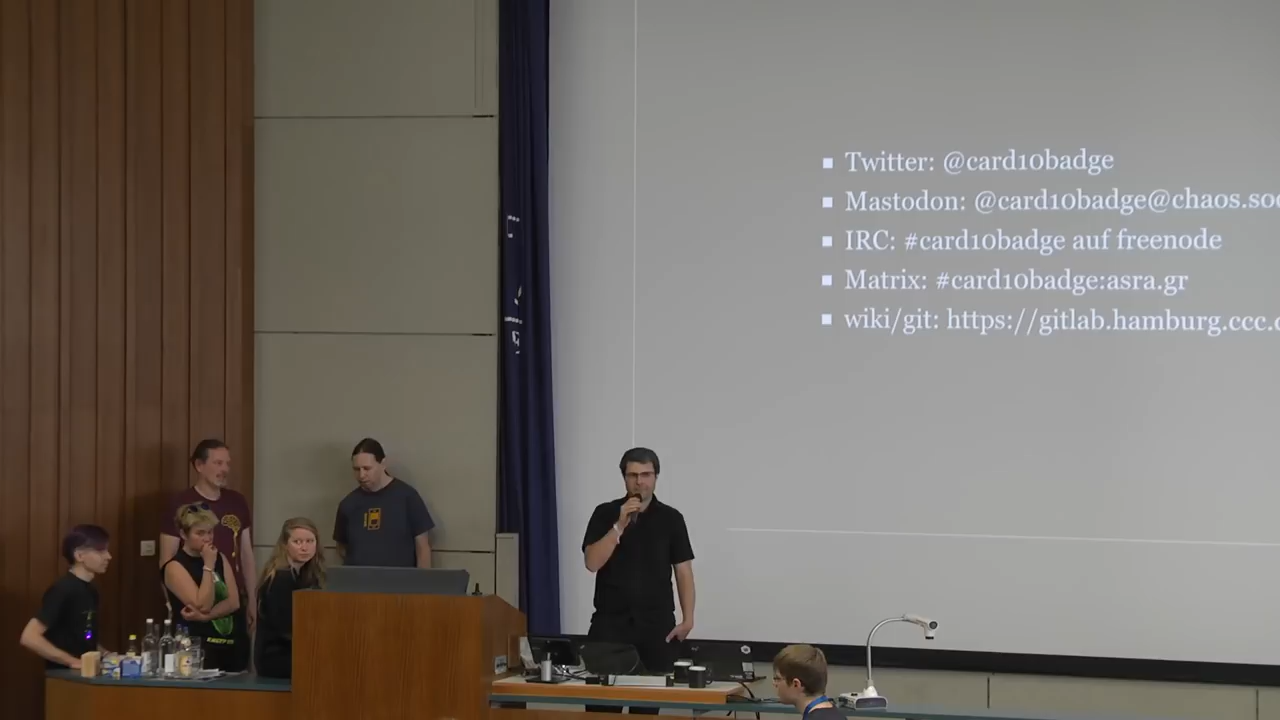 ▪ Twitter: @card10badge
▪ Mastodon: @card10badge@chaos.so
▪ IRC: #card10badge auf freenode
▪ Matrix: #card10badge:asra.gr
▪ wiki/git: https://gitlab.hamburg.ccc.